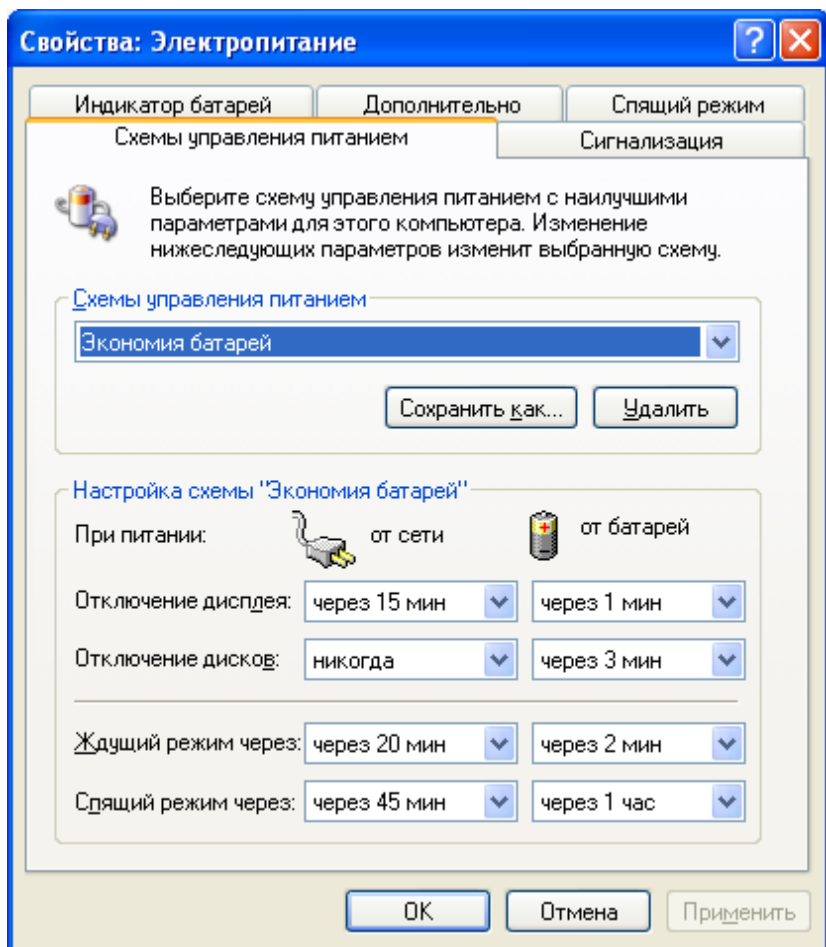 Свойства: Электропитание
Индикатор батарей Дополнительно Спящий режим
Схемы управления питанием Сигнализация
Выберите схему управления питанием с наилучшими
параметрами для этого компьютера. Изменение
нижеследующих параметров изменит выбранную схему.
Схемы управления питанием
Экономия батарей
Сохранить как... Удалить
Настройка схемы "Экономия батарей"
При питании: от сети от батарей
Отключение дисплея: через 15 мин через 1 мин
Отключение дисков: никогда через 3 мин
Ждущий режим через: через 20 мин через 2 мин
Спящий режим через: через 45 мин через 1 час
OK Отмена Применить